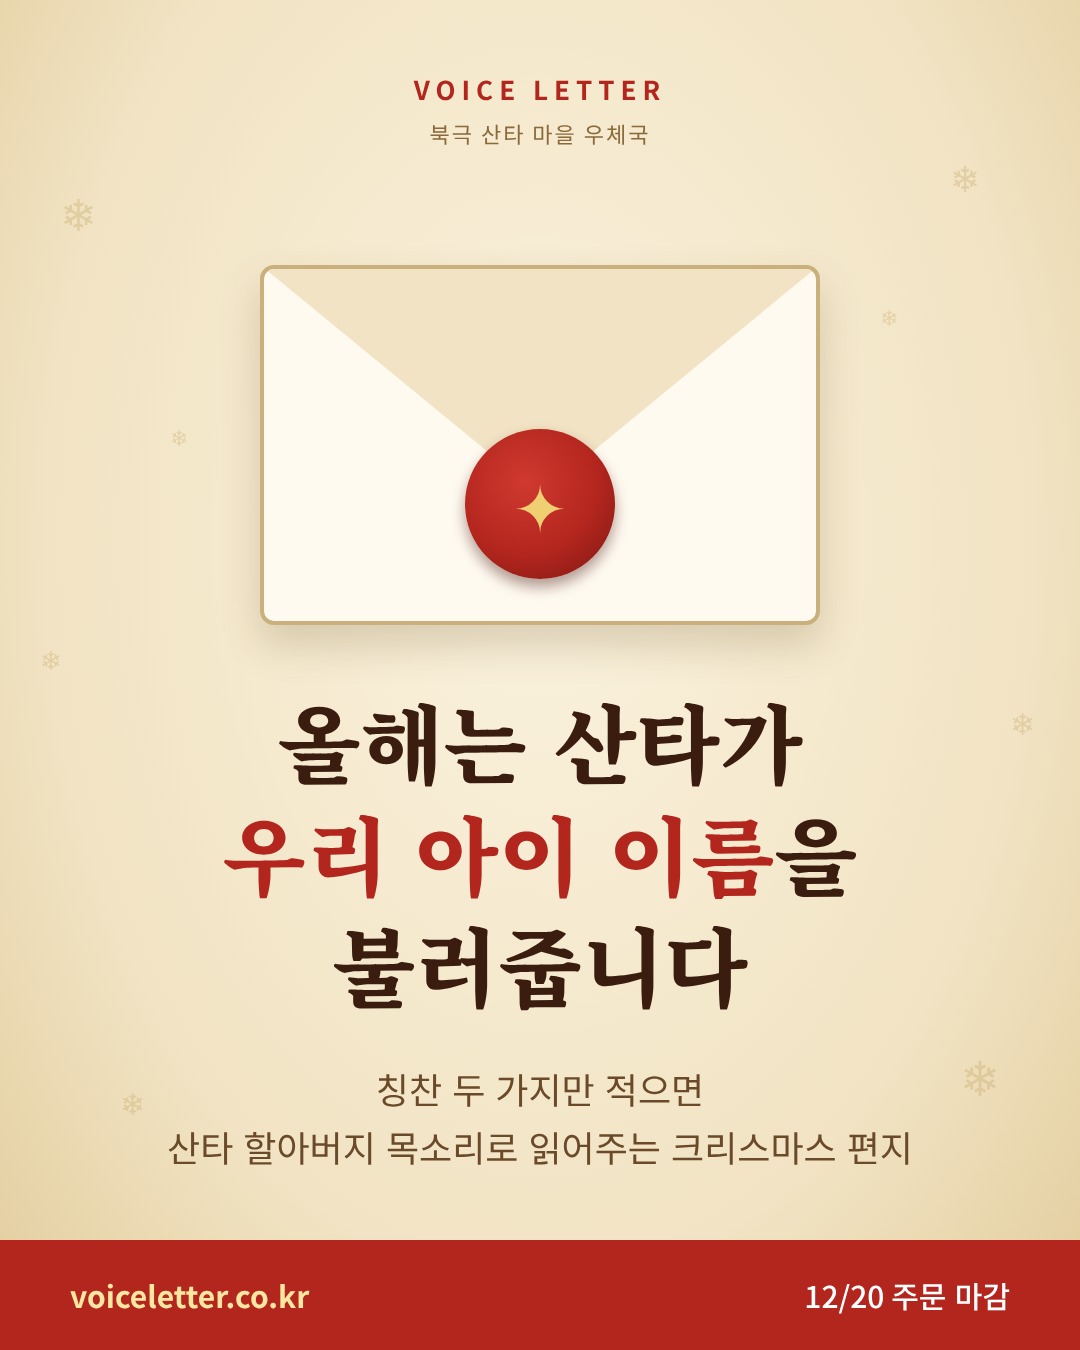 VOICE LETTER
북극 산타 마을 우체국
올해는 산타가
우리 아이 이름을
불러줍니다
칭찬 두 가지만 적으면
산타 할아버지 목소리로 읽어주는 크리스마스 편지
voiceletter.co.kr
12/20 주문 마감